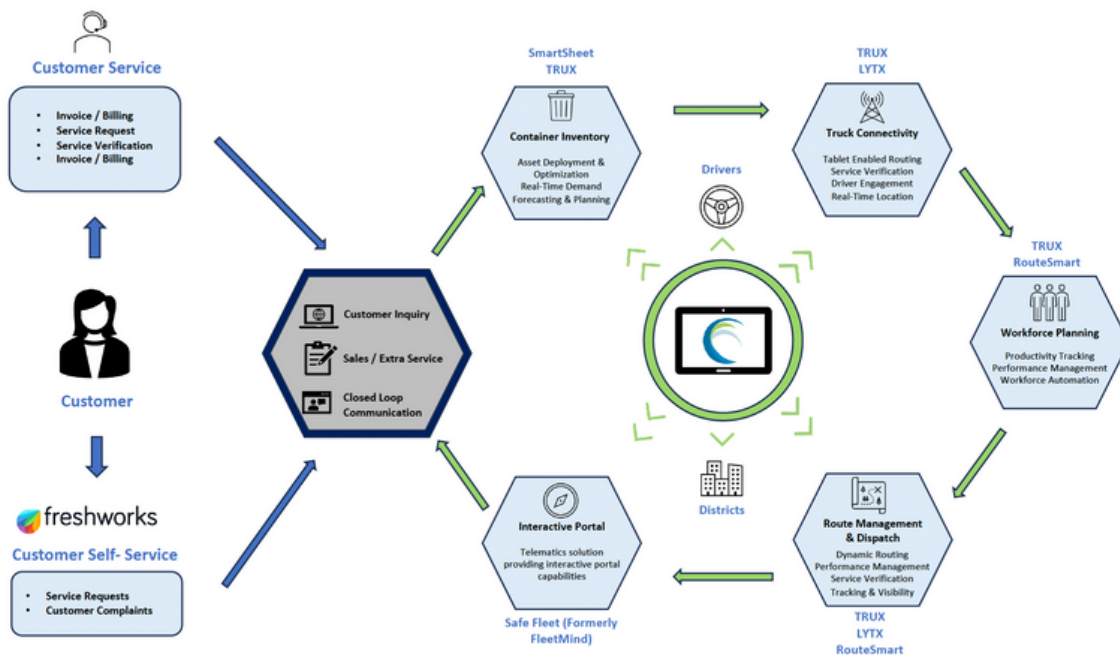 Customer Service
• Invoice / Billing
• Service Request
• Service Verification
• Invoice / Billing
Customer
freshworks
Customer Self- Service
• Service Requests
• Customer Complaints
Customer Inquiry
Sales / Extra Service
Closed Loop
Communication
SmartSheet
TRUX
Container Inventory
Asset Deployment &
Optimization
Real-Time Demand
Forecasting & Planning
TRUX
LYTX
Truck Connectivity
Tablet Enabled Routing
Service Verification
Driver Engagement
Real-Time Location
Drivers
TRUX
RouteSmart
Workforce Planning
Productivity Tracking
Performance Management
Workforce Automation
Districts
Route Management
& Dispatch
Dynamic Routing
Performance Management
Service Verification
Tracking & Visibility
TRUX
LYTX
RouteSmart
Interactive Portal
Telematics solution
providing interactive portal
capabilities
Safe Fleet (Formerly
FleetMind)